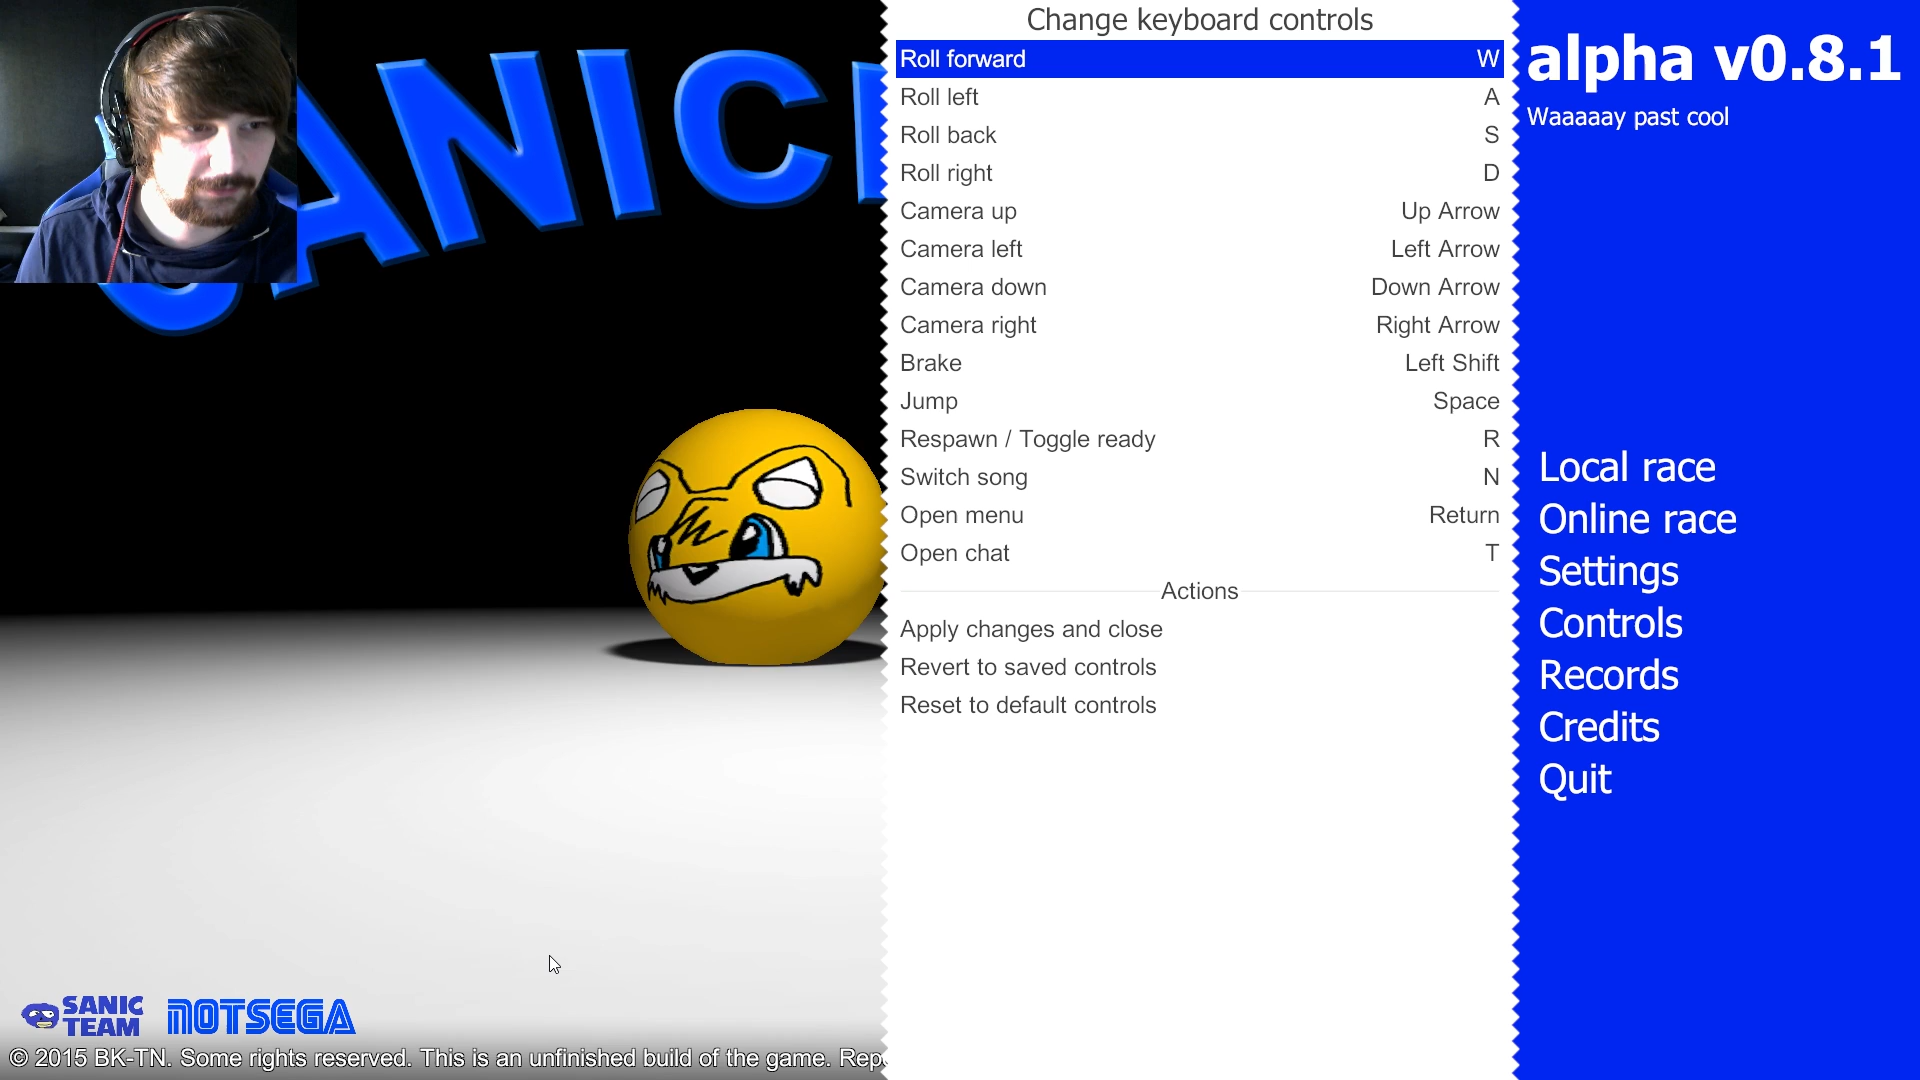 SANIC
SANIC
TEAM
NOTSEGA
© 2015 BK-TN. Some rights reserved. This is an unfinished build of the game. Rep
Change keyboard controls
Roll forward W
Roll left A
Roll back S
Roll right D
Camera up Up Arrow
Camera left Left Arrow
Camera down Down Arrow
Camera right Right Arrow
Brake Left Shift
Jump Space
Respawn / Toggle ready R
Switch song N
Open menu Return
Open chat T
Actions
Apply changes and close
Revert to saved controls
Reset to default controls
alpha v0.8.1
Waaaaay past cool
Local race
Online race
Settings
Controls
Records
Credits
Quit